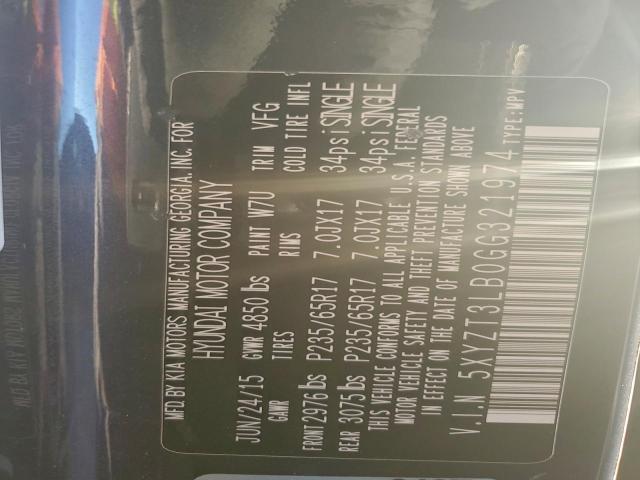 MFD BY KIA MOTORS MANUFACTURING GEORGIA, INC. FOR
HYUNDAI MOTOR COMPANY
JUN/24/15 GVWR 4850 lbs PAINT W7U TRIM VFG
GAWR TIRES RIMS COLD TIRE INFL
FRONT 2976 lbs P235/65R17 7.0JX17 34psi SINGLE
REAR 3075 lbs P235/65R17 7.0JX17 34psi SINGLE
THIS VEHICLE CONFORMS TO ALL APPLICABLE U.S.A. FEDERAL
MOTOR VEHICLE SAFETY AND THEFT PREVENTION STANDARDS
IN EFFECT ON THE DATE OF MANUFACTURE SHOWN ABOVE
V.I.N 5XYZT3LB0GG321974 TYPE:MPV